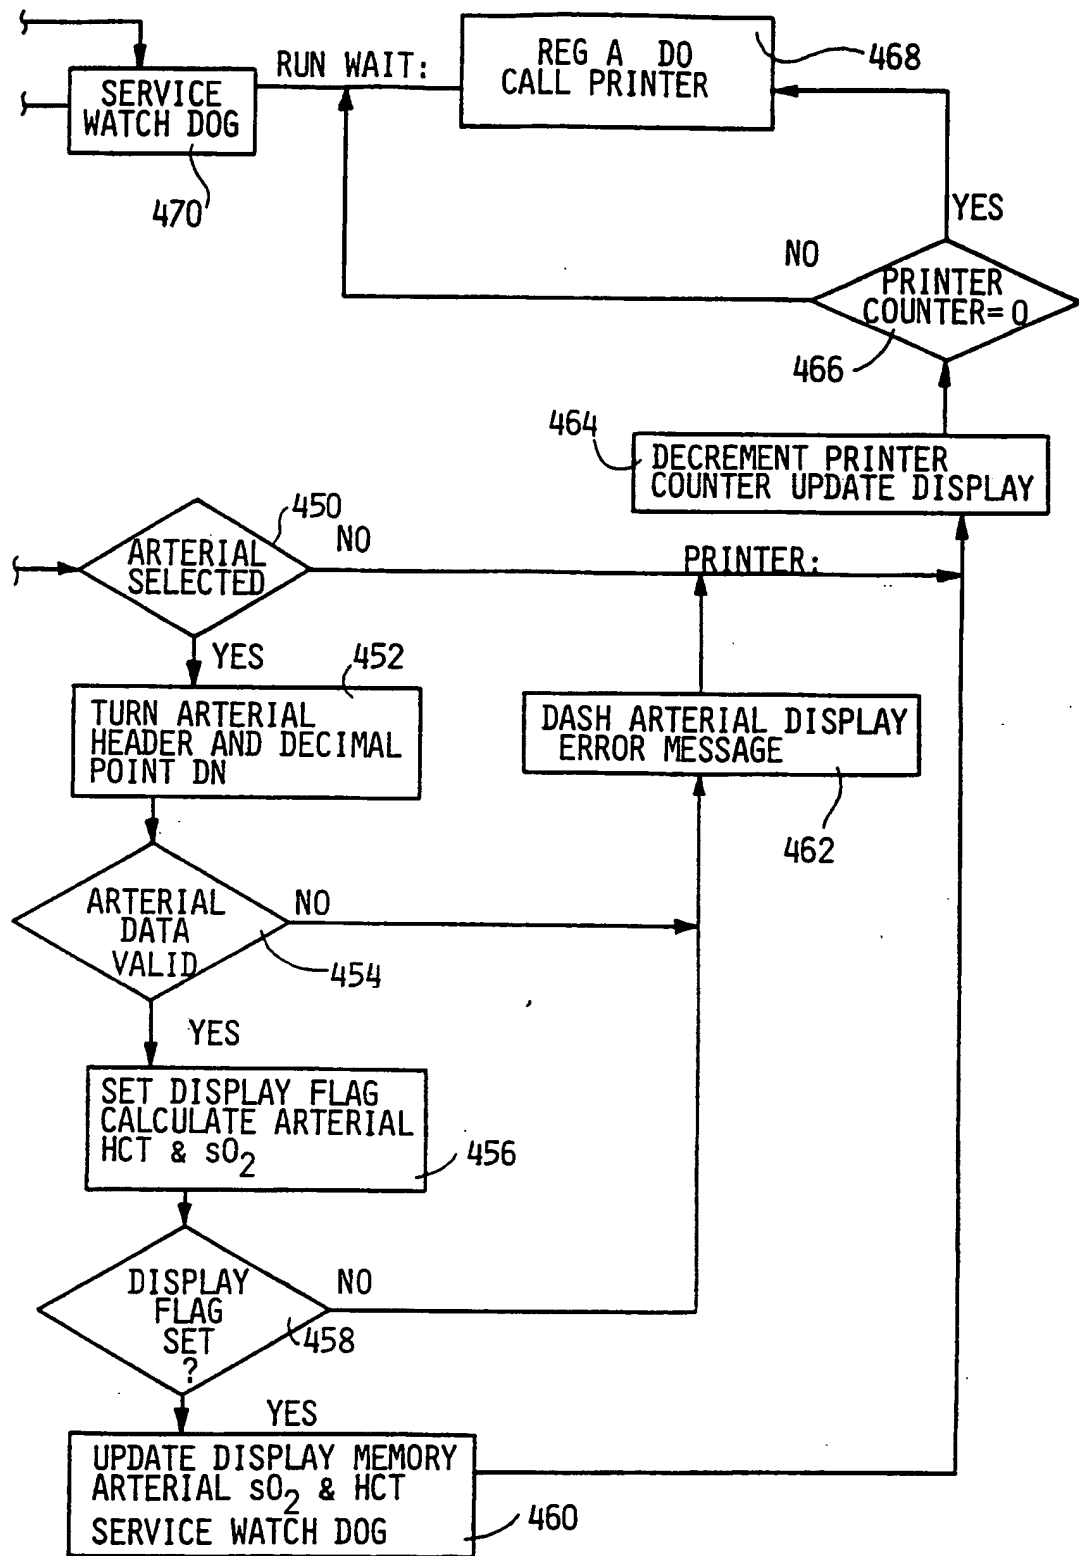 RUN WAIT:
REG A DO
CALL PRINTER
468
SERVICE
WATCH DOG
470
YES
NO
PRINTER
COUNTER=0
466
464
DECREMENT PRINTER
COUNTER UPDATE DISPLAY
450
ARTERIAL
SELECTED
NO
PRINTER:
YES
452
TURN ARTERIAL
HEADER AND DECIMAL
POINT DN
DASH ARTERIAL DISPLAY
ERROR MESSAGE
462
ARTERIAL
DATA
VALID
NO
454
YES
SET DISPLAY FLAG
CALCULATE ARTERIAL
HCT & sO2
456
DISPLAY
FLAG
SET
?
NO
458
YES
UPDATE DISPLAY MEMORY
ARTERIAL sO2 & HCT
SERVICE WATCH DOG
460